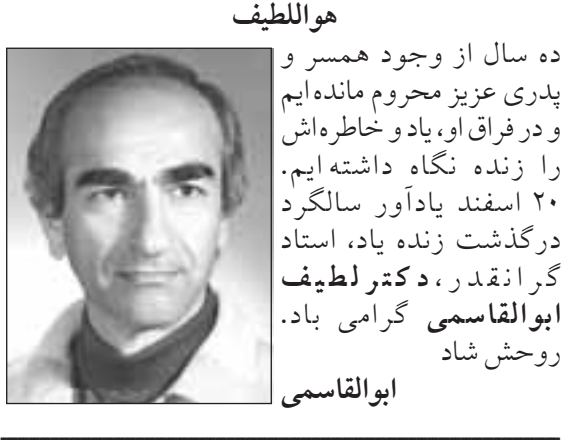 هواللطیف
ده سال از وجود همسر و
پدری عزیز محروم مانده‌ایم
و در فراق او، یاد و خاطره‌اش
را زنده نگاه داشته‌ایم.
۲۰ اسفند یادآور سالگرد
درگذشت زنده یاد، استاد
گرانقدر، دکتر لطیف
ابوالقاسمی گرامی باد.
روحش شاد
ابوالقاسمی